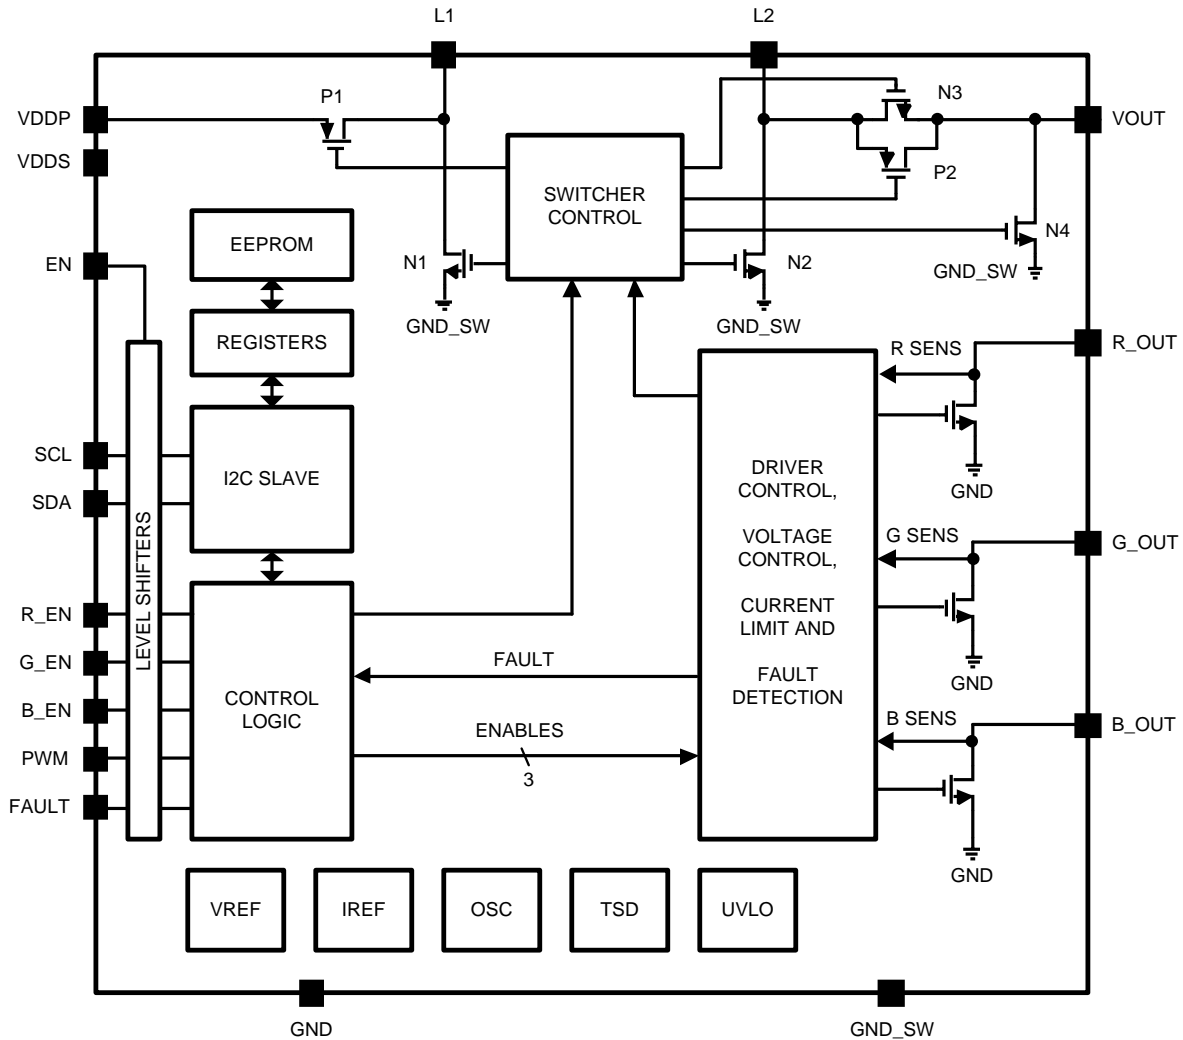 L1
L2
P1
N3
VDDP
VOUT
VDDS
P2
SWITCHER
CONTROL
EEPROM
N4
EN
N1
N2
GND_SW
GND_SW
GND_SW
REGISTERS
R SENS
R_OUT
SCL
I2C SLAVE
DRIVER
CONTROL,
VOLTAGE
CONTROL,
CURRENT
LIMIT AND
FAULT
DETECTION
GND
SDA
LEVEL SHIFTERS
G SENS
G_OUT
R_EN
G_EN
B_EN
PWM
FAULT
CONTROL
LOGIC
FAULT
ENABLES
3
GND
B SENS
B_OUT
GND
VREF
IREF
OSC
TSD
UVLO
GND
GND_SW